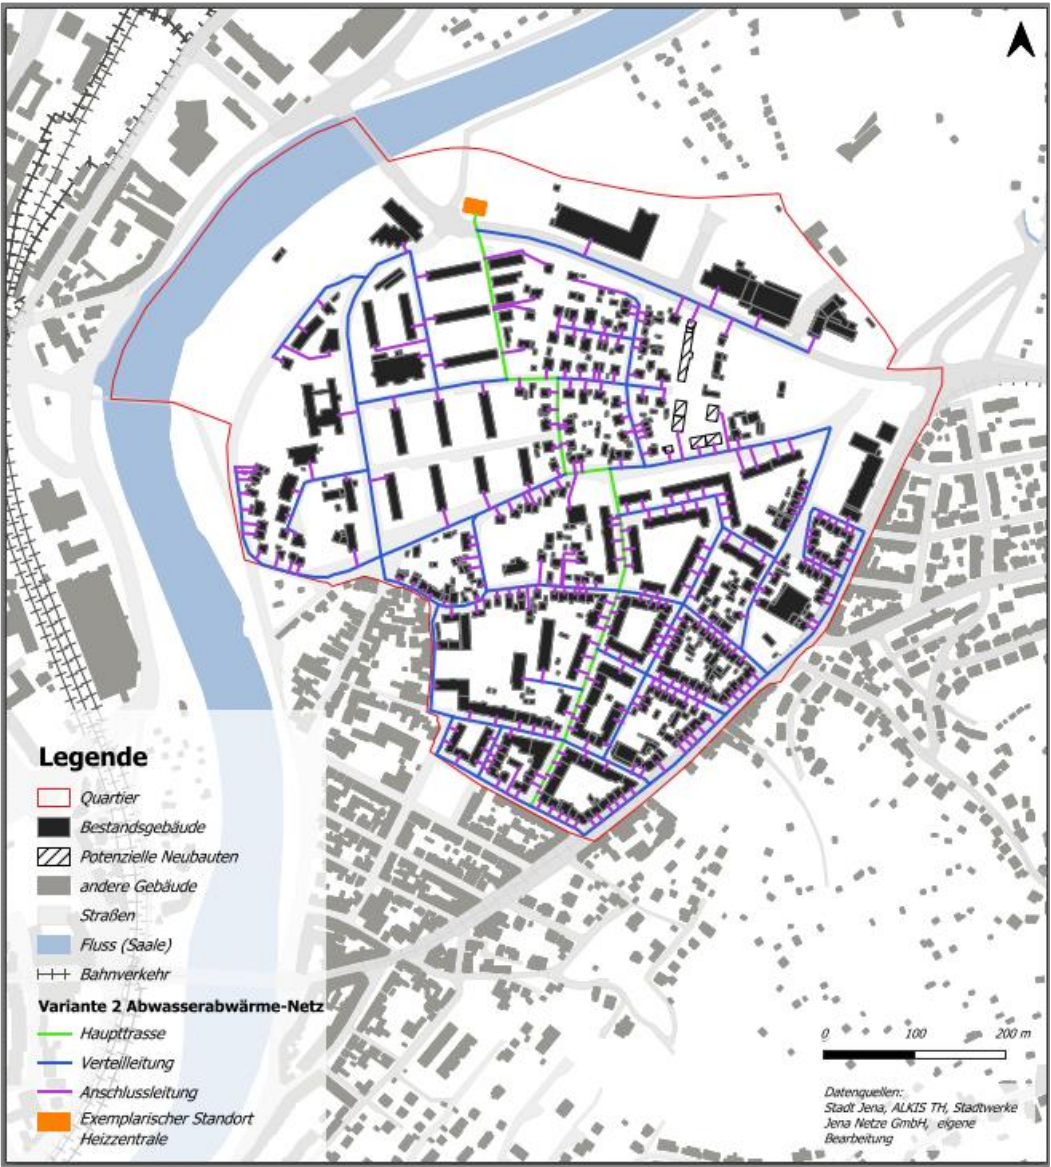 Legende
Quartier
Bestandsgebäude
Potenzielle Neubauten
andere Gebäude
Straßen
Fluss (Saale)
Bahnverkehr
Variante 2 Abwasserabwärme-Netz
Haupttrasse
Verteilleitung
Anschlussleitung
Exemplarischer Standort
Heizzentrale
0 100 200 m
Datenquellen:
Stadt Jena, ALKIS TH, Stadtwerke
Jena Netze GmbH, eigene
Bearbeitung